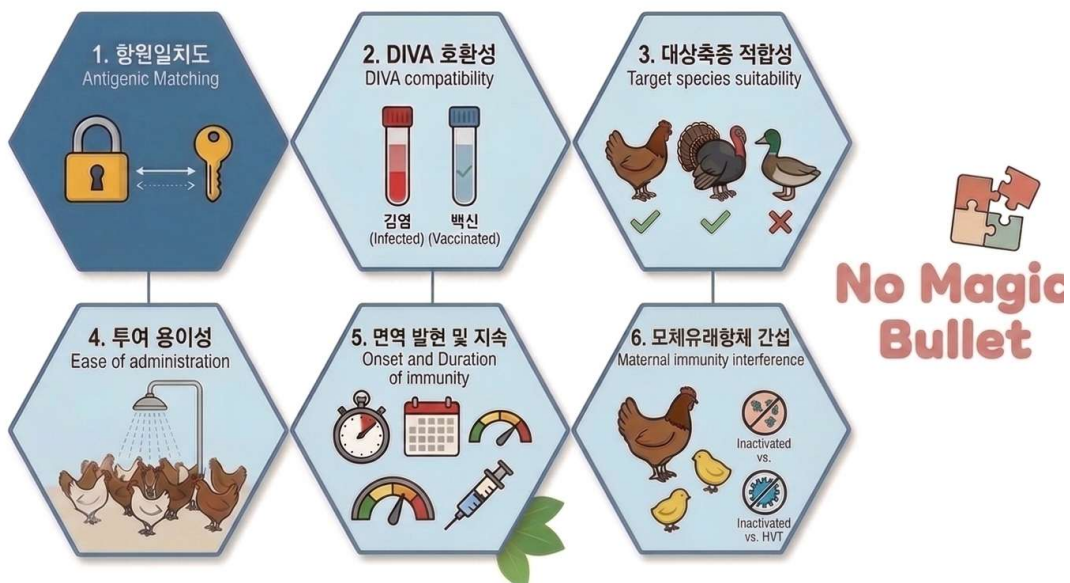 1. 항원일치도
Antigenic Matching
2. DIVA 호환성
DIVA compatibility
김염
(Infected)
백신
(Vaccinated)
3. 대상축종 적합성
Target species suitability
4. 투여 용이성
Ease of administration
5. 면역 발현 및 지속
Onset and Duration
of immunity
6. 모체유래항체 간섭
Maternal immunity interference
Inactivated
vs.
Inactivated
vs. HVT
No Magic
Bullet